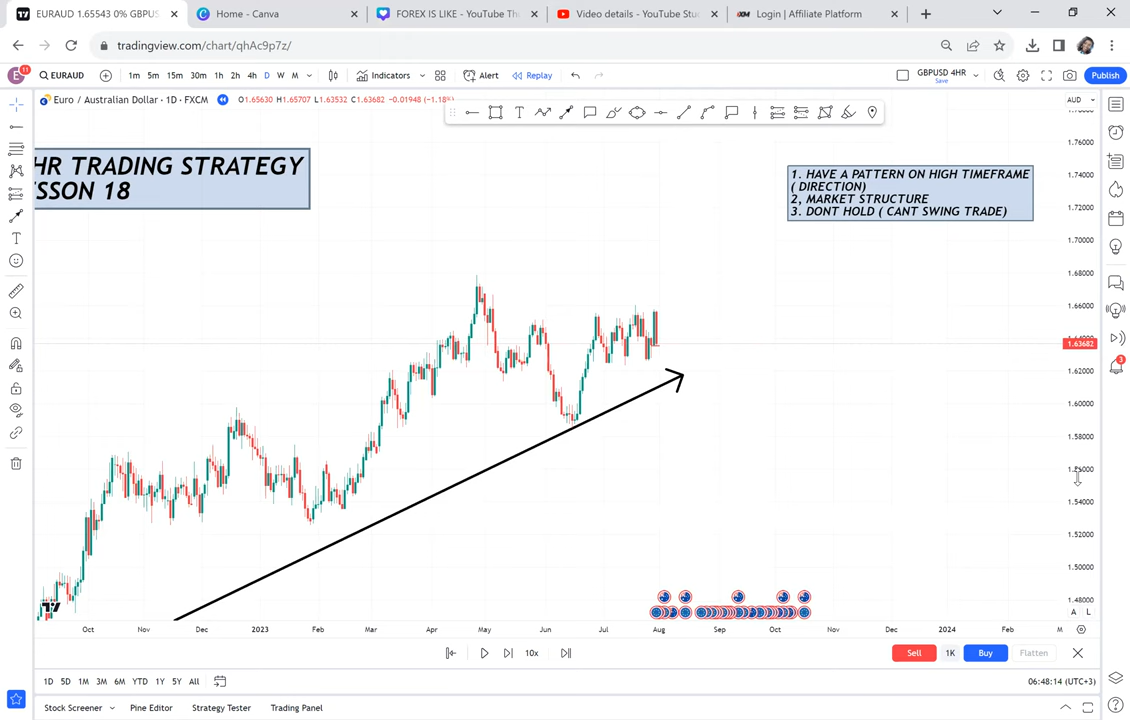 EURAUD 1.65543 0% GBPUS
Home - Canva
FOREX IS LIKE - YouTube Th
Video details - YouTube Stu
Login | Affiliate Platform
tradingview.com/chart/qhAc9p7z/
E
11
EURAUD
1m 5m 15m 30m 1h 2h 4h D W M
Indicators
Alert
Replay
GBPUSD 4HR
Save
Publish
Euro / Australian Dollar · 1D · FXCM
O1.65630 H1.65707 L1.63532 C1.63682 -0.01948 (-1.18%)
AUD
HR TRADING STRATEGY
SSON 18
1. HAVE A PATTERN ON HIGH TIMEFRAME
( DIRECTION)
2, MARKET STRUCTURE
3. DONT HOLD ( CANT SWING TRADE)
1.76000
1.74000
1.72000
1.70000
1.68000
1.66000
1.63682
1.62000
1.60000
1.58000
1.54000
1.52000
1.50000
1.48000
3
A L
Oct Nov Dec 2023 Feb Mar Apr May Jun Jul Aug Sep Oct Nov Dec 2024 Feb M
10x
Sell
1K
Buy
Flatten
1D 5D 1M 3M 6M YTD 1Y 5Y All
06:48:14 (UTC+3)
Stock Screener
Pine Editor
Strategy Tester
Trading Panel